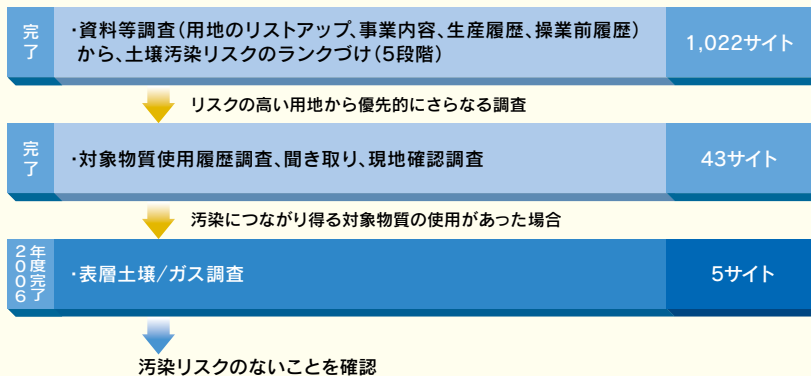 完了
・資料等調査（用地のリストアップ、事業内容、生産履歴、操業前履歴）
から、土壌汚染リスクのランクづけ（5段階）
1,022サイト
リスクの高い用地から優先的にさらなる調査
完了
・対象物質使用履歴調査、聞き取り、現地確認調査
43サイト
汚染につながり得る対象物質の使用があった場合
2006
年度完了
・表層土壌/ガス調査
5サイト
汚染リスクのないことを確認